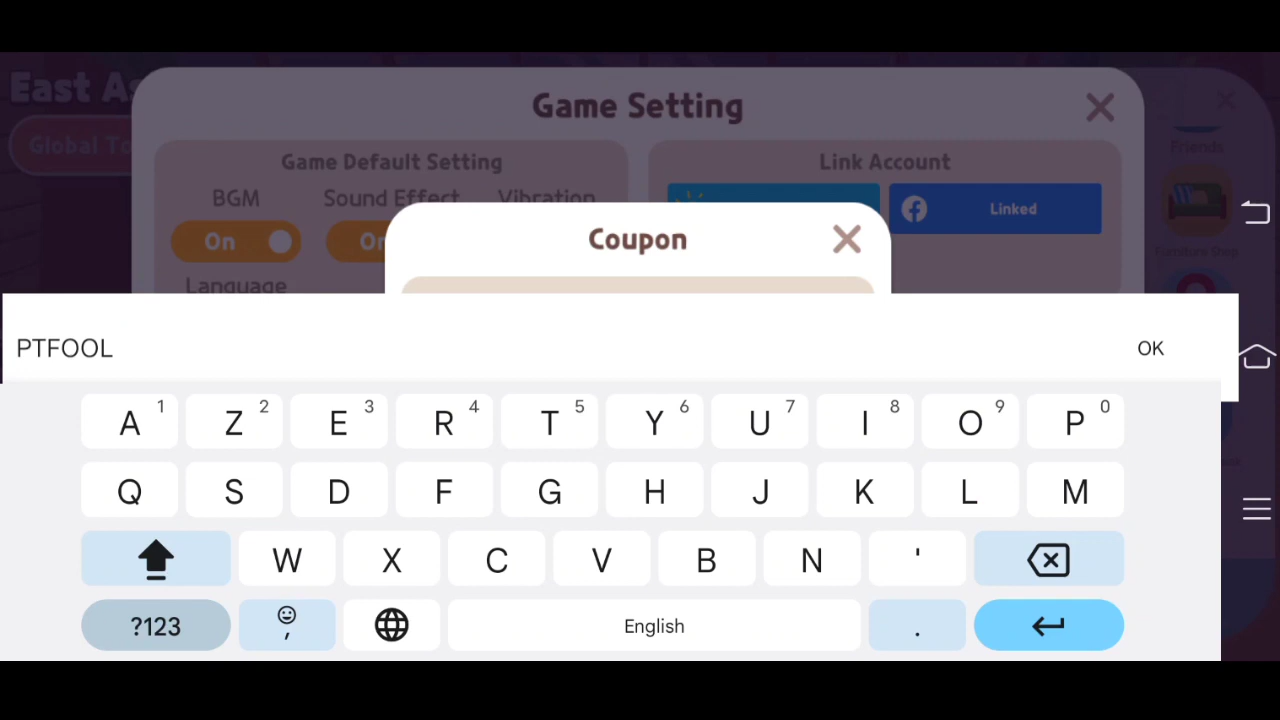 East As
Game Setting
Global To
Game Default Setting
Link Account
Friends
BGM
Sound Effect
Vibration
Linked
On
On
Coupon
Furniture Shop
Language
PTFOOL
OK
A 1 Z 2 E 3 R 4 T 5 Y 6 U 7 I 8 O 9 P 0
Q S D F G H J K L M
W X C V B N '
?123 , English .